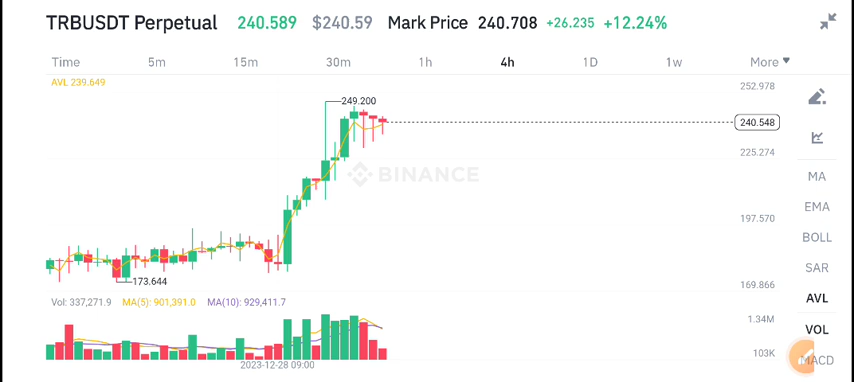 TRBUSDT Perpetual 240.589 $240.59 Mark Price 240.708 +26.235 +12.24%
Time 5m 15m 30m 1h 4h 1D 1w More
AVL 239.649
252.978
249.200
240.548
225.274
BINANCE
MA
EMA
197.570
BOLL
SAR
173.644
169.866
AVL
Vol: 337,271.9 MA(5): 901,391.0 MA(10): 929,411.7
1.34M
VOL
103K
MACD
2023-12-28 09:00